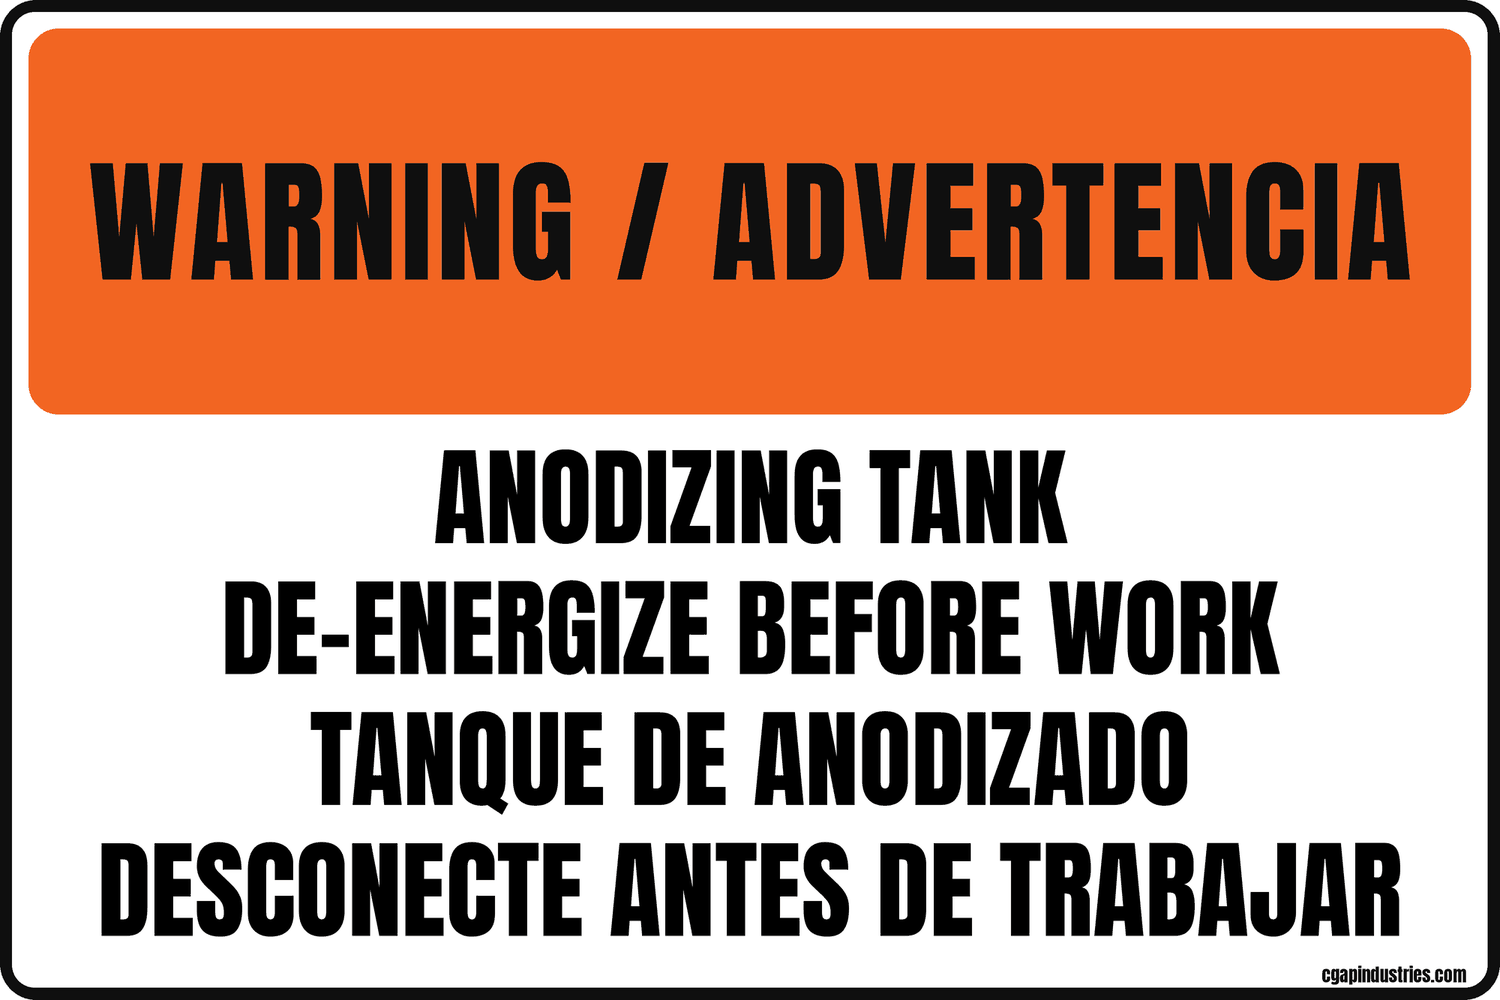 WARNING / ADVERTENCIA
ANODIZING TANK
DE-ENERGIZE BEFORE WORK
TANQUE DE ANODIZADO
DESCONECTE ANTES DE TRABAJAR
cgapindustries.com